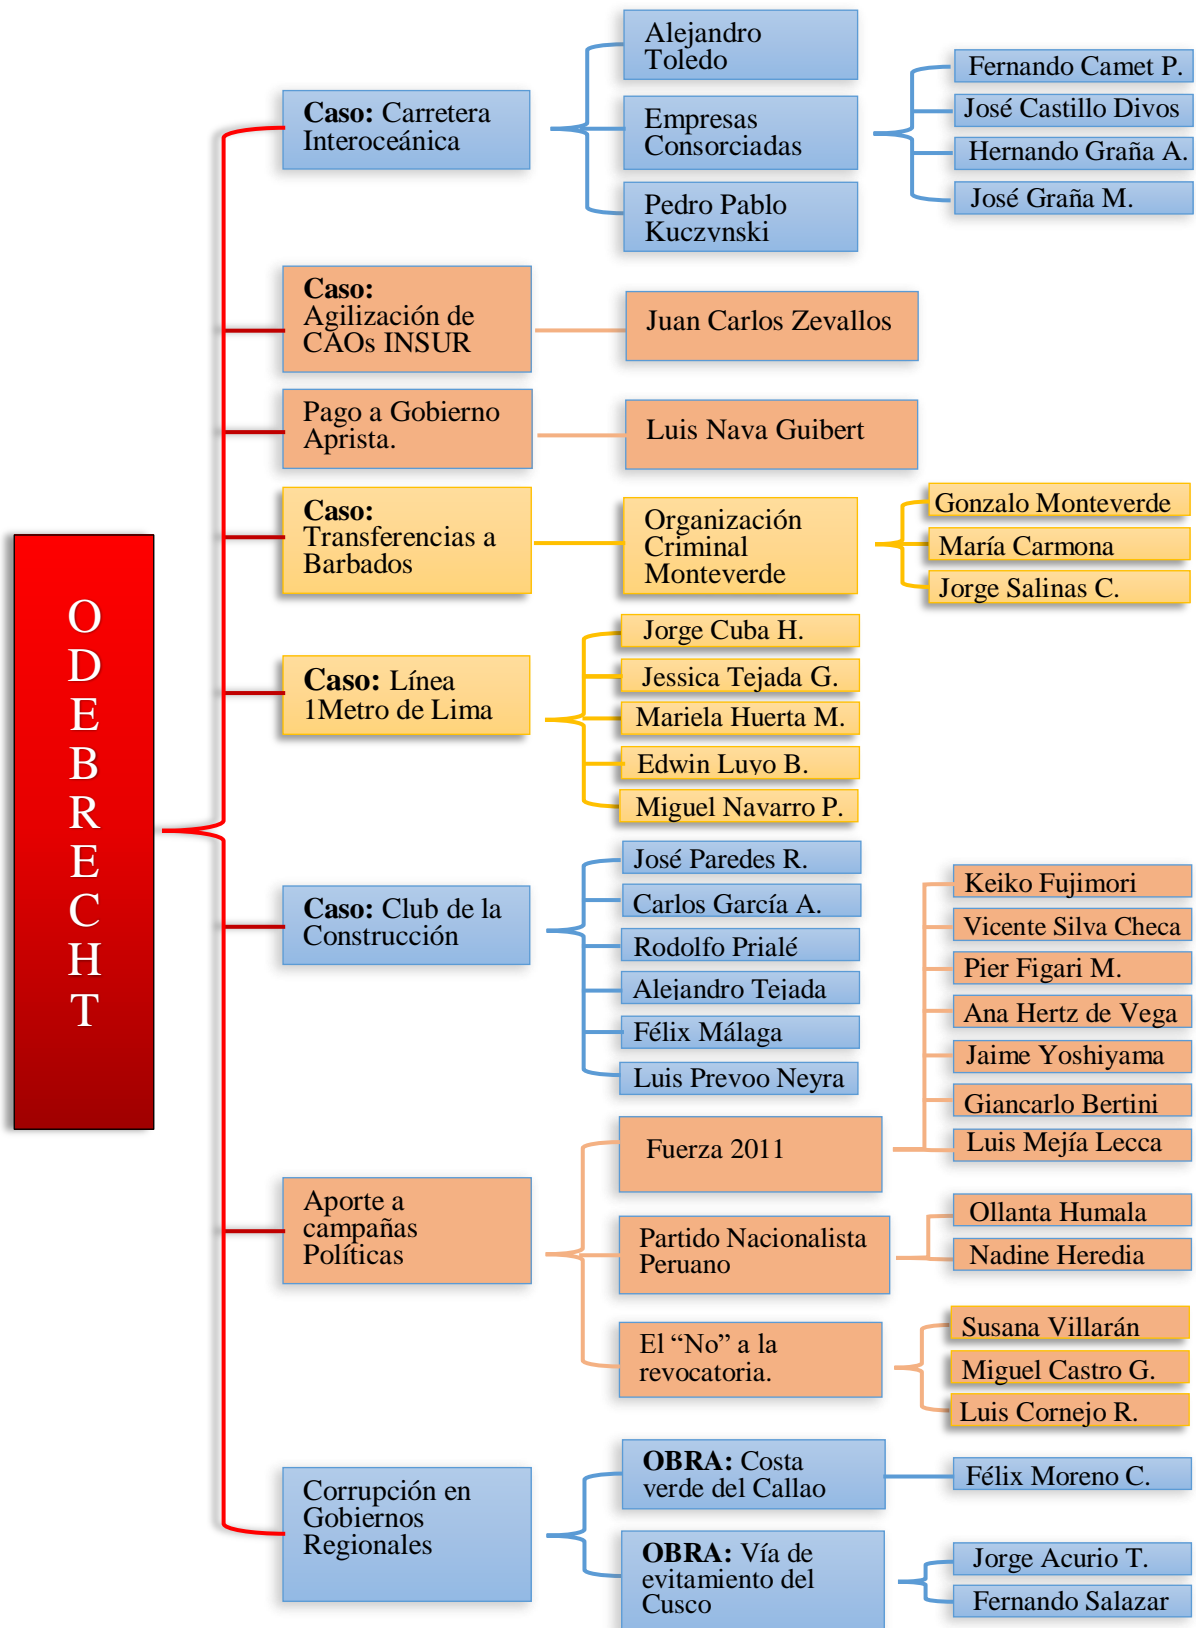 ODEBRECHT
Caso: Carretera
Interoceánica
Alejandro
Toledo
Empresas
Consorciadas
Fernando Camet P.
José Castillo Divos
Hernando Graña A.
José Graña M.
Pedro Pablo
Kuczynski
Caso:
Agilización de
CAOs INSUR
Juan Carlos Zevallos
Pago a Gobierno
Aprista.
Luis Nava Guibert
Caso:
Transferencias a
Barbados
Organización
Criminal
Monteverde
Gonzalo Monteverde
María Carmona
Jorge Salinas C.
Caso: Línea
1Metro de Lima
Jorge Cuba H.
Jessica Tejada G.
Mariela Huerta M.
Edwin Luyo B.
Miguel Navarro P.
Caso: Club de la
Construcción
José Paredes R.
Carlos García A.
Rodolfo Prialé
Alejandro Tejada
Félix Málaga
Luis Prevoo Neyra
Aporte a
campañas
Políticas
Fuerza 2011
Keiko Fujimori
Vicente Silva Checa
Pier Figari M.
Ana Hertz de Vega
Jaime Yoshiyama
Giancarlo Bertini
Luis Mejía Lecca
Partido Nacionalista
Peruano
Ollanta Humala
Nadine Heredia
El “No” a la
revocatoria.
Susana Villarán
Miguel Castro G.
Luis Cornejo R.
Corrupción en
Gobiernos
Regionales
OBRA: Costa
verde del Callao
Félix Moreno C.
OBRA: Vía de
evitamiento del
Cusco
Jorge Acurio T.
Fernando Salazar